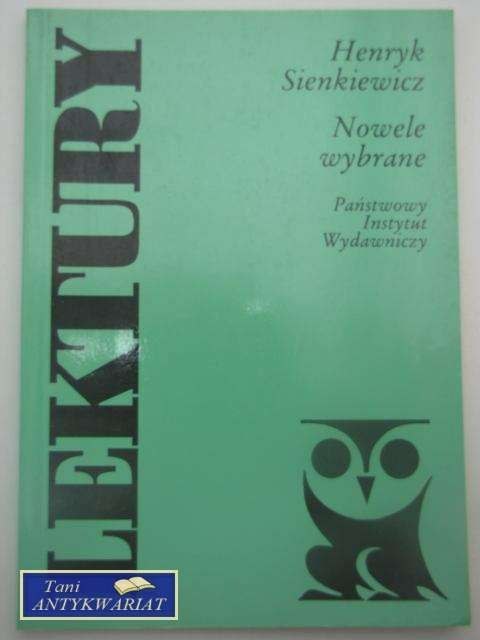 LEKTURY
Henryk
Sienkiewicz
Nowele
wybrane
Państwowy
Instytut
Wydawniczy
Tani
ANTYKWARIAT